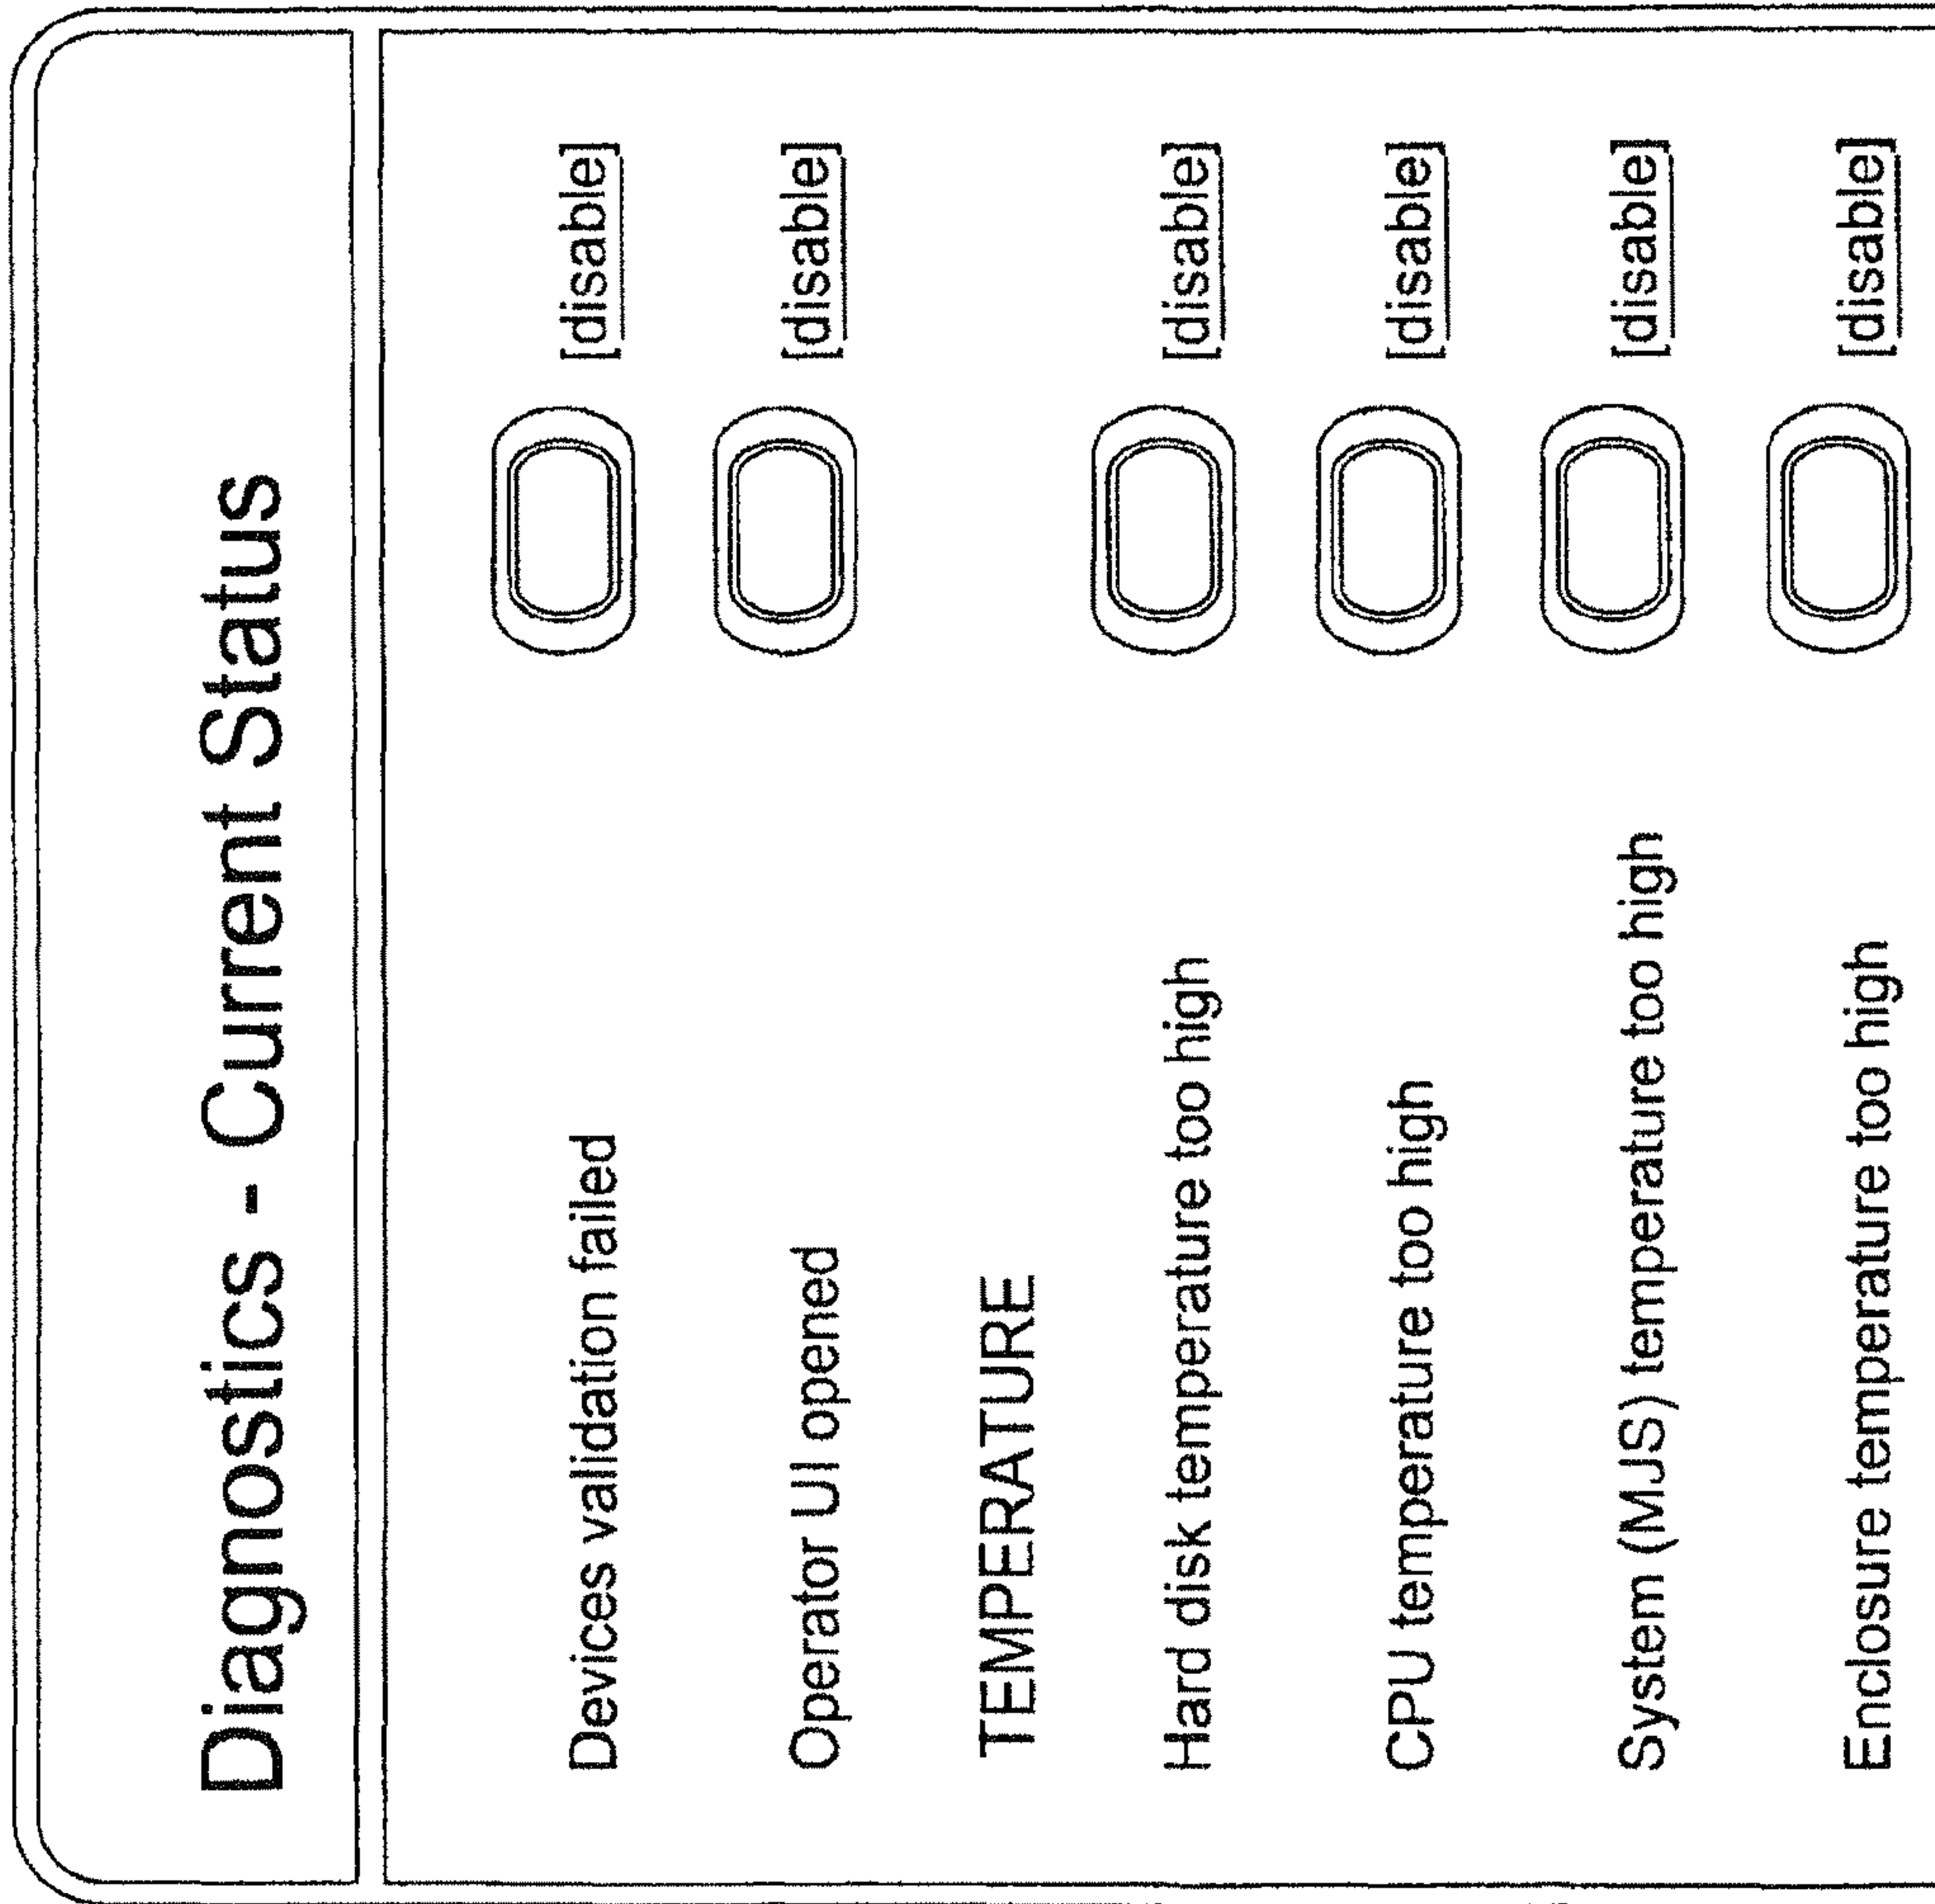 Diagnostics - Current Status
Devices validation failed [disable]
Operator UI opened [disable]
TEMPERATURE
Hard disk temperature too high [disable]
CPU temperature too high [disable]
System (MJS) temperature too high [disable]
Enclosure temperature too high [disable]